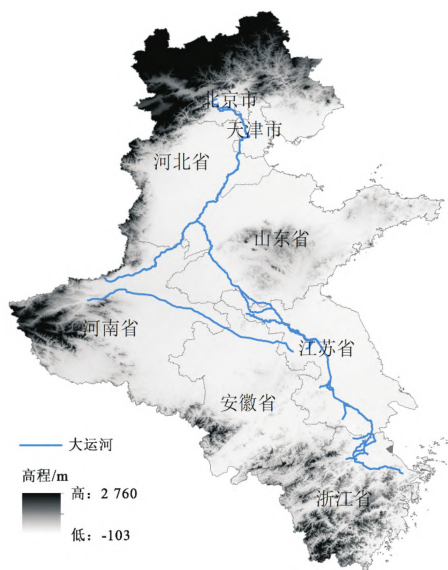 北京市
天津市
河北省
山东省
河南省
江苏省
安徽省
大运河
高程/m
高：2 760
浙江省
低：-103